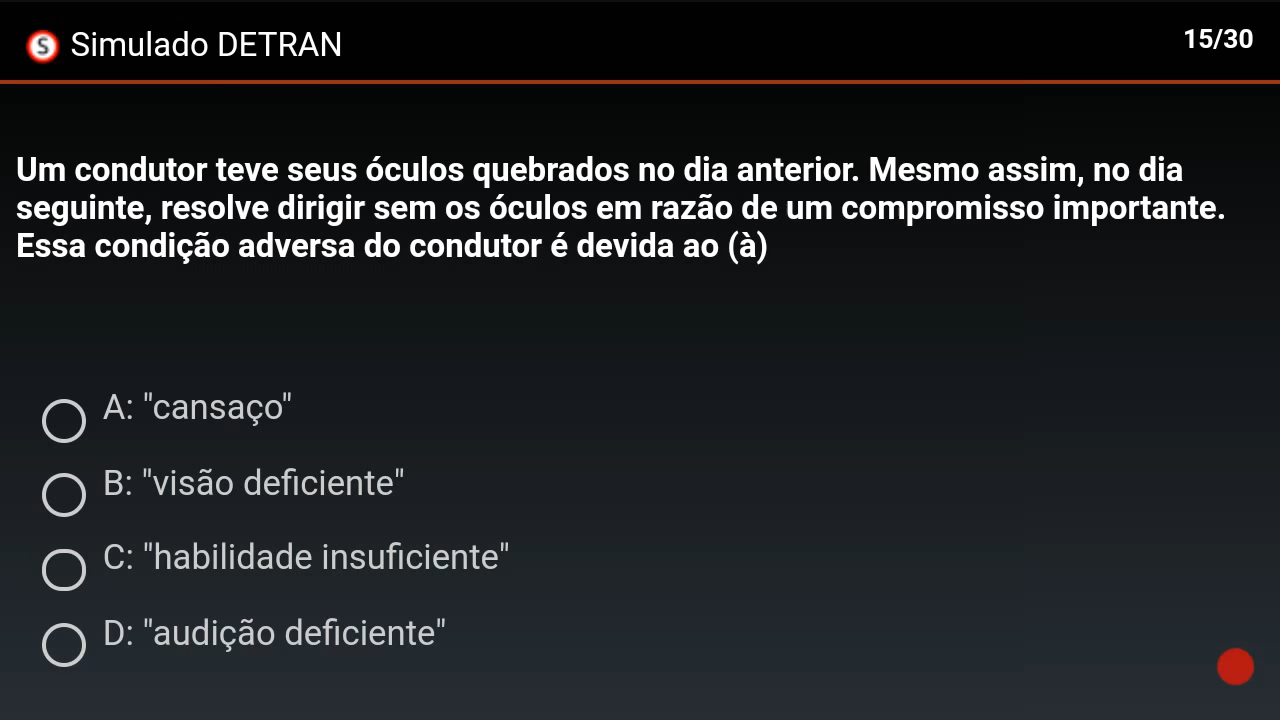 S Simulado DETRAN
15/30
Um condutor teve seus óculos quebrados no dia anterior. Mesmo assim, no dia
seguinte, resolve dirigir sem os óculos em razão de um compromisso importante.
Essa condição adversa do condutor é devida ao (à)
A: "cansaço"
B: "visão deficiente"
C: "habilidade insuficiente"
D: "audição deficiente"